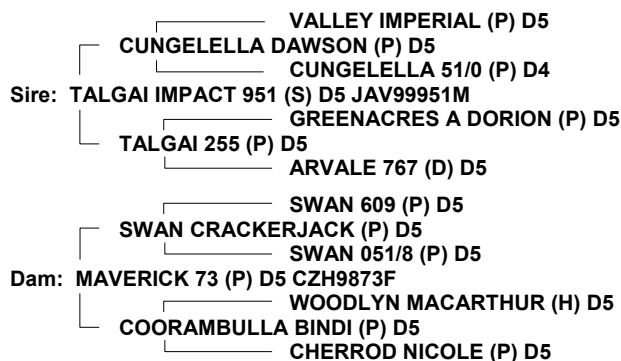 VALLEY IMPERIAL (P) D5
CUNGELELLA DAWSON (P) D5
CUNGELELLA 51/0 (P) D4
Sire: TALGAI IMPACT 951 (S) D5 JAV99951M
GREENACRES A DORION (P) D5
TALGAI 255 (P) D5
ARVALE 767 (D) D5
SWAN 609 (P) D5
SWAN CRACKERJACK (P) D5
SWAN 051/8 (P) D5
Dam: MAVERICK 73 (P) D5 CZH9873F
WOODLYN MACARTHUR (H) D5
COORAMBULLA BINDI (P) D5
CHERROD NICOLE (P) D5